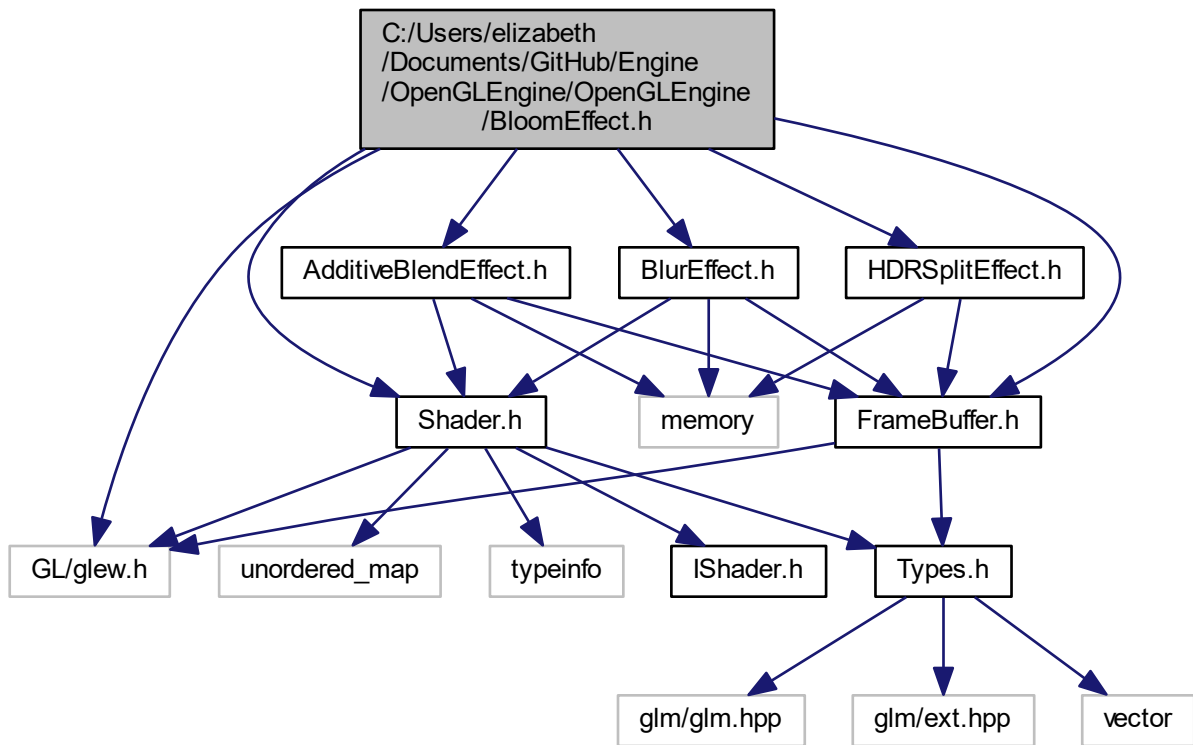 C:/Users/elizabeth
/Documents/GitHub/Engine
/OpenGLEngine/OpenGLEngine
/BloomEffect.h
AdditiveBlendEffect.h
BlurEffect.h
HDRSplitEffect.h
Shader.h
memory
FrameBuffer.h
GL/glew.h
unordered_map
typeinfo
IShader.h
Types.h
glm/glm.hpp
glm/ext.hpp
vector